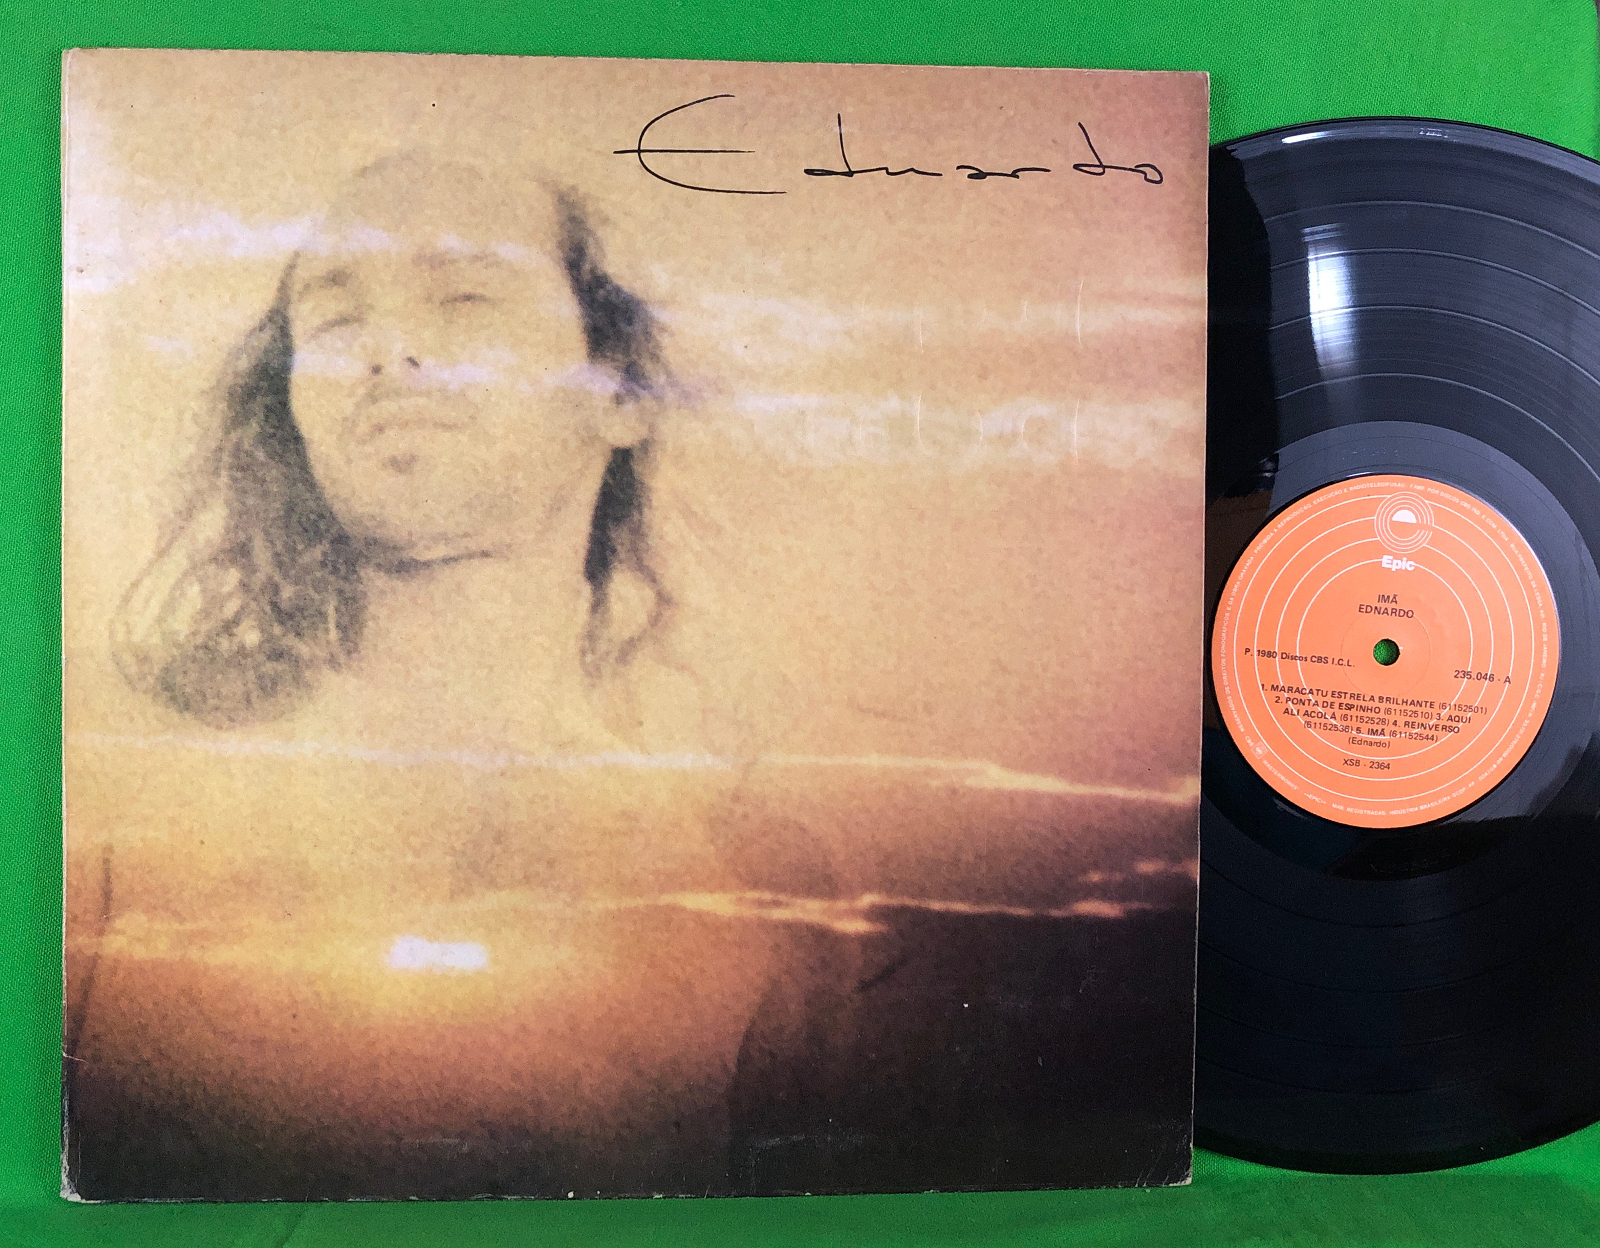 Ednardo
Epic
IMÃ
EDNARDO
P. 1980 Discos CBS I.C.L.
235.046 - A
1. MARACATU ESTRELA BRILHANTE (61152501)
2. PONTA DE ESPINHO (61152510) 3. AQUI
ALI ACOLÁ (61152528) 4. REINVERSO
(61152536) 5. IMÃ (61152544)
(Ednardo)
XSB - 2364